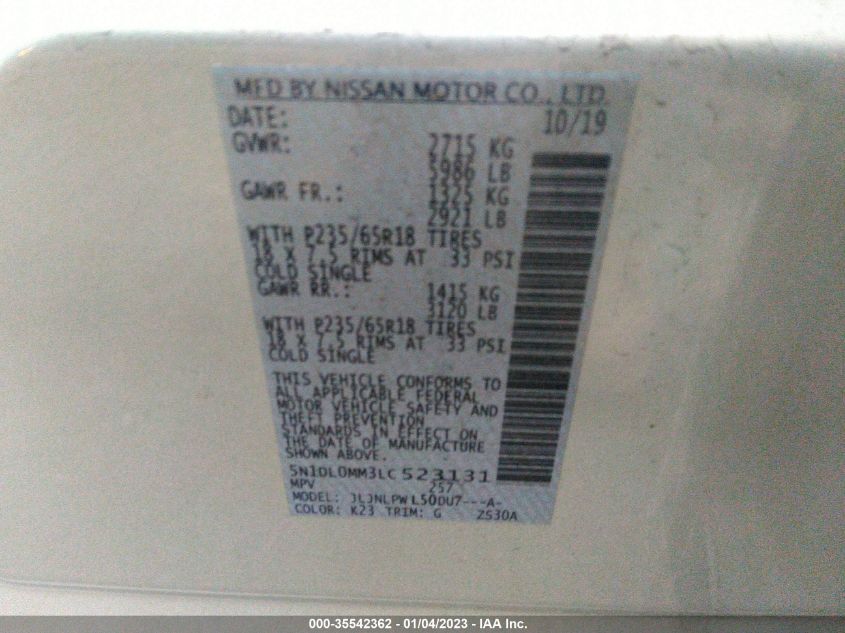 MFD BY NISSAN MOTOR CO., LTD.
DATE: 10/19
GVWR: 2715 KG
5986 LB
GAWR FR.: 1325 KG
2921 LB
WITH P235/65R18 TIRES
18 X 7.5 RIMS AT 33 PSI
COLD SINGLE
GAWR RR.: 1415 KG
3120 LB
WITH P235/65R18 TIRES
18 X 7.5 RIMS AT 33 PSI
COLD SINGLE
THIS VEHICLE CONFORMS TO
ALL APPLICABLE FEDERAL
MOTOR VEHICLE SAFETY AND
THEFT PREVENTION
STANDARDS IN EFFECT ON
THE DATE OF MANUFACTURE
SHOWN ABOVE.
5N1DL0MM3LC523131
MPV 257
MODEL: JLJNLPWL50DU7---A-
COLOR: K23 TRIM: G ZS30A
000-35542362 - 01/04/2023 - IAA Inc.